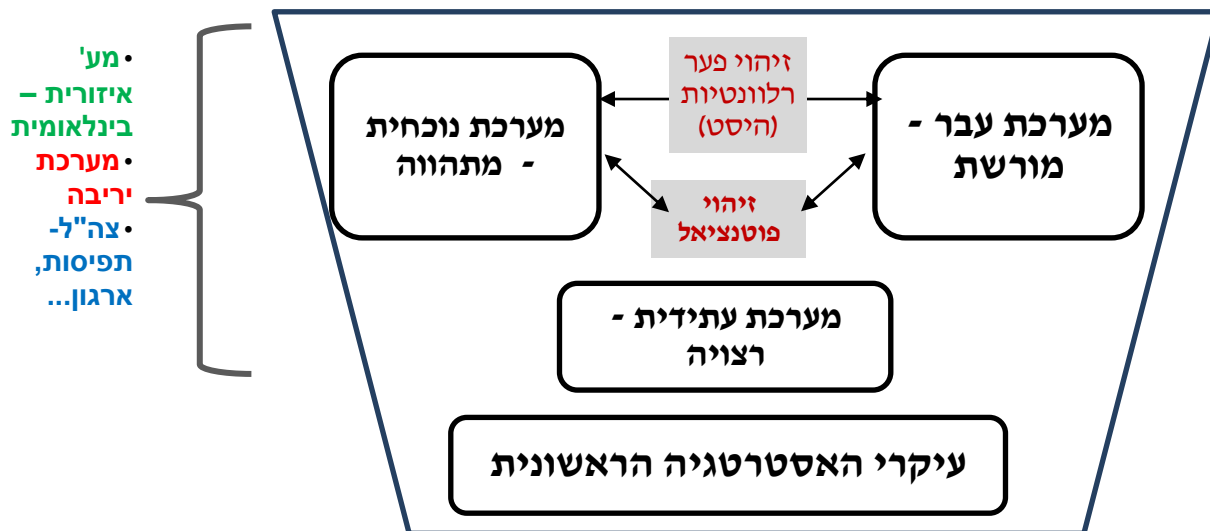 זיהוי פער
רלוונטיות
(היסט)
מערכת עבר -
מורשת
מערכת נוכחית
- מתהווה
זיהוי
פוטנציאל
מערכת עתידית -
רצויה
עיקרי האסטרטגיה הראשונית
•מע'
איזורית –
בינלאומית
•מערכת
יריבה
•צה"ל-
תפיסות,
ארגון...